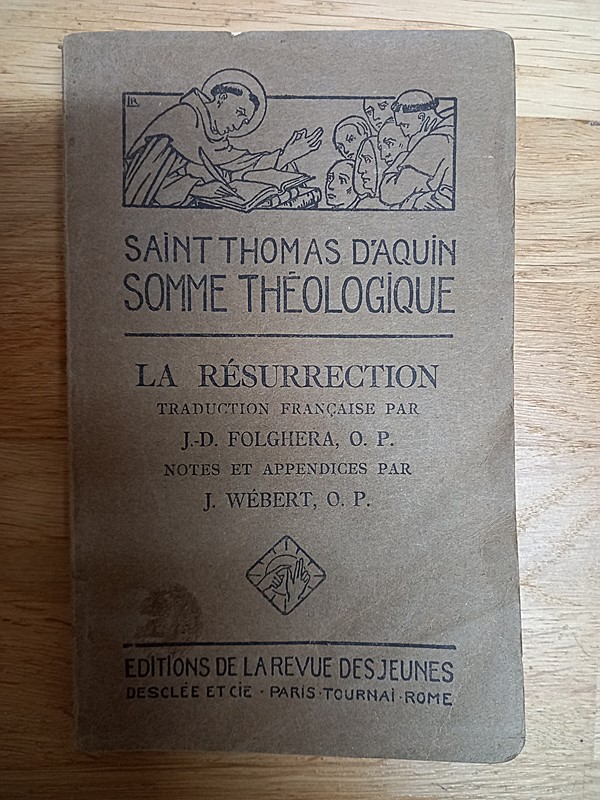 SAINT THOMAS D'AQUIN
SOMME THÉOLOGIQUE
LA RÉSURRECTION
TRADUCTION FRANÇAISE PAR
J.-D. FOLGHERA, O. P.
NOTES ET APPENDICES PAR
J. WÉBERT, O. P.
EDITIONS DE LA REVUE DES JEUNES
DESCLÉE ET CIE · PARIS · TOURNAI · ROME